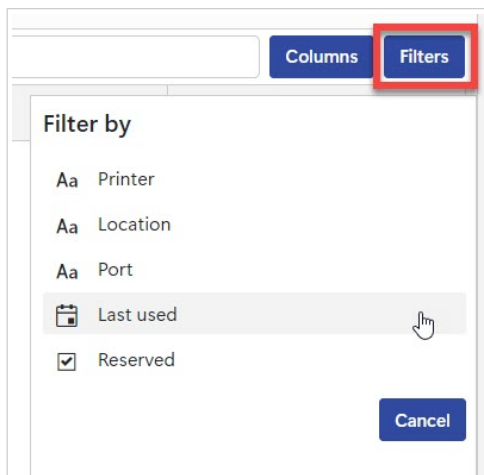 Columns
Filters
Filter by
Aa Printer
Aa Location
Aa Port
Last used
Reserved
Cancel